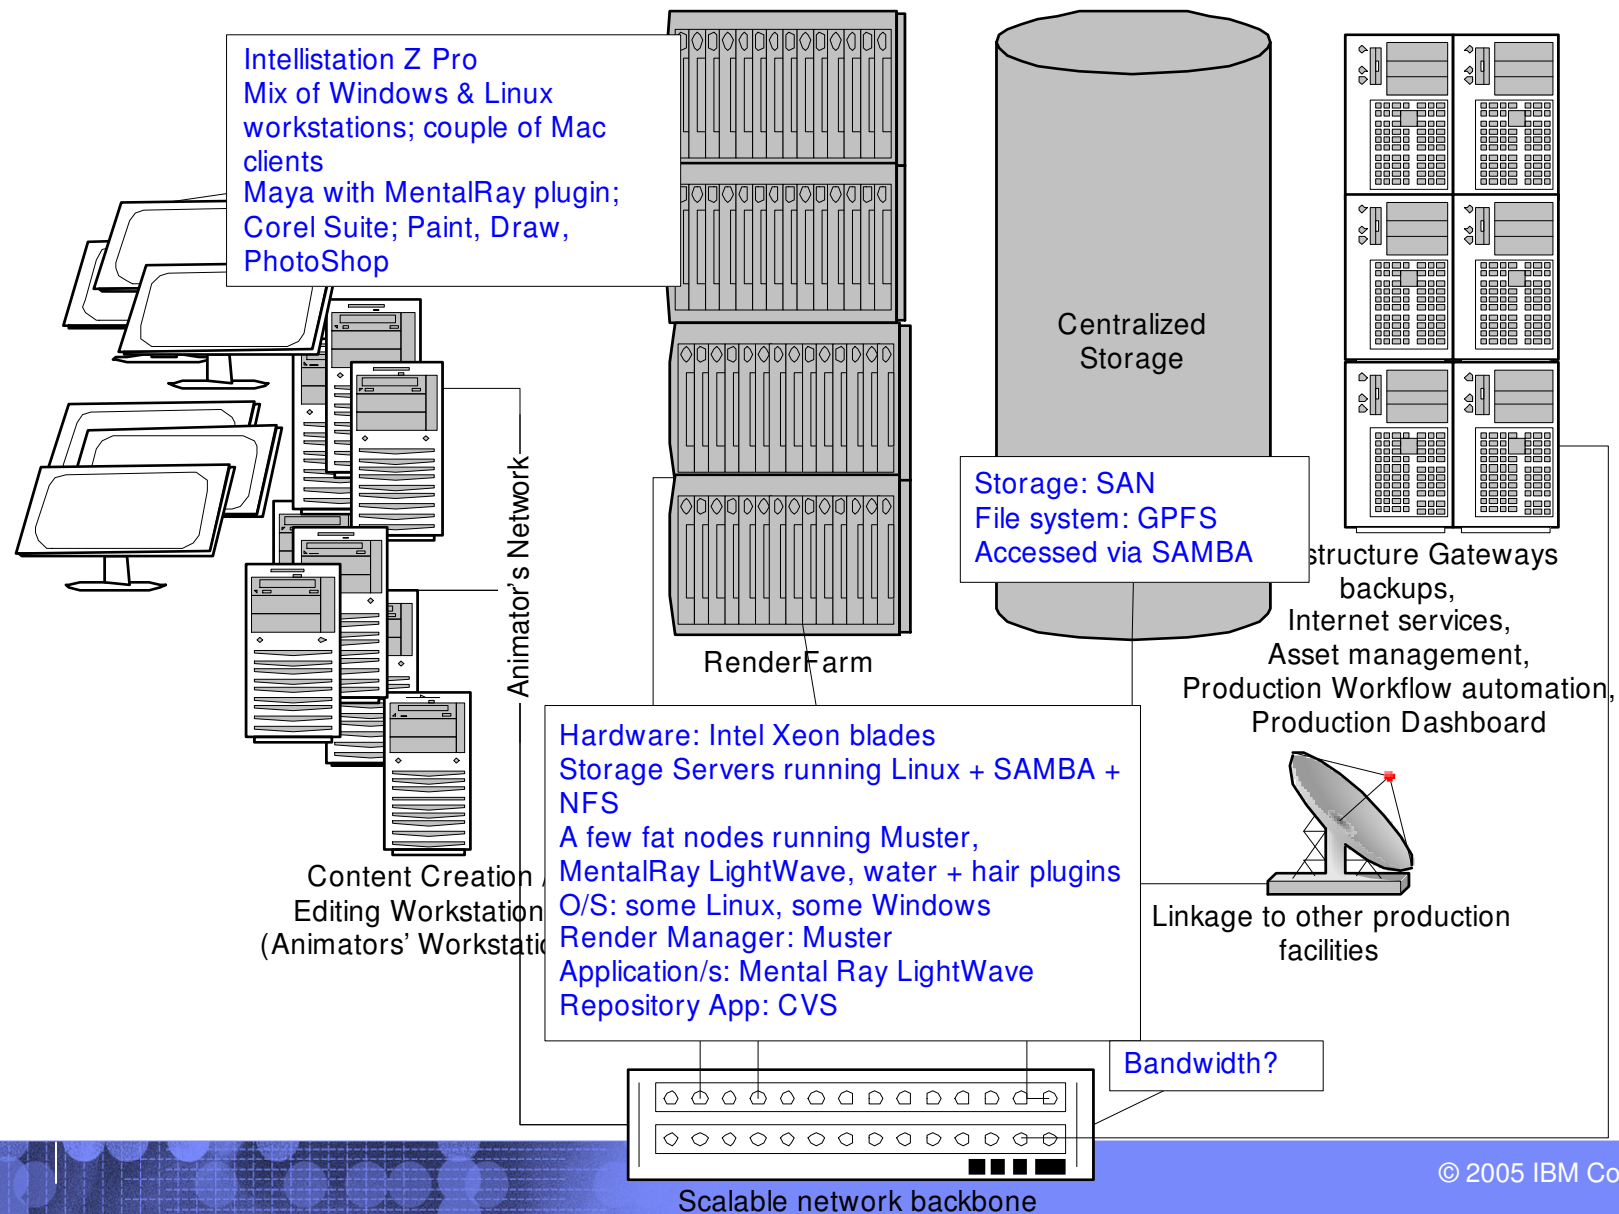 Intellistation Z Pro
Mix of Windows & Linux
workstations; couple of Mac
clients
Maya with MentalRay plugin;
Corel Suite; Paint, Draw,
PhotoShop
Animator's Network
RenderFarm
Centralized
Storage
Storage: SAN
File system: GPFS
Accessed via SAMBA
structure Gateways
backups,
Internet services,
Asset management,
Production Workflow automation,
Production Dashboard
Content Creation
Editing Workstation
(Animators' Workstatio
Hardware: Intel Xeon blades
Storage Servers running Linux + SAMBA +
NFS
A few fat nodes running Muster,
MentalRay LightWave, water + hair plugins
O/S: some Linux, some Windows
Render Manager: Muster
Application/s: Mental Ray LightWave
Repository App: CVS
Linkage to other production
facilities
Bandwidth?
Scalable network backbone
© 2005 IBM Co